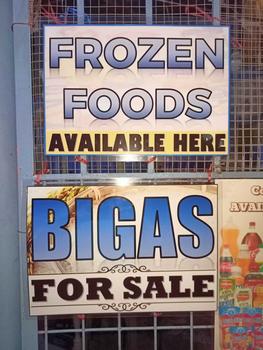 FROZEN
FOODS
AVAILABLE HERE
BIGAS
FOR SALE